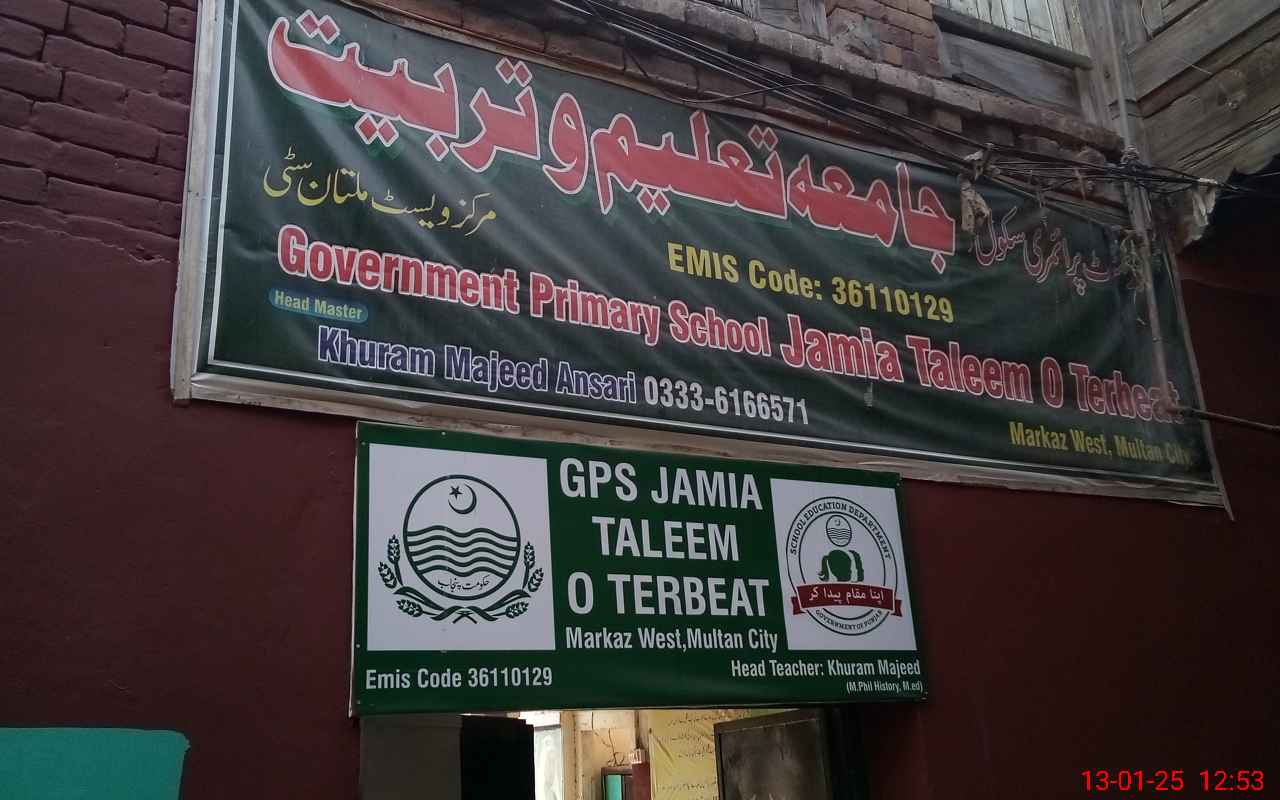 گورنمنٹ پرائمری سکول جامعہ تعلیم و تربیت
مرکز ویسٹ ملتان سٹی
EMIS Code: 36110129
Government Primary School Jamia Taleem O Terbeat
Head Master
Khuram Majeed Ansari 0333-6166571
Markaz West, Multan City
GPS JAMIA
TALEEM
O TERBEAT
Markaz West,Multan City
Emis Code 36110129
Head Teacher: Khuram Majeed
(M.Phil History, M.ed)
حکومت پنجاب
SCHOOL EDUCATION DEPARTMENT
اپنا مقام پیدا کر
GOVERNMENT OF PUNJAB
13-01-25 12:53